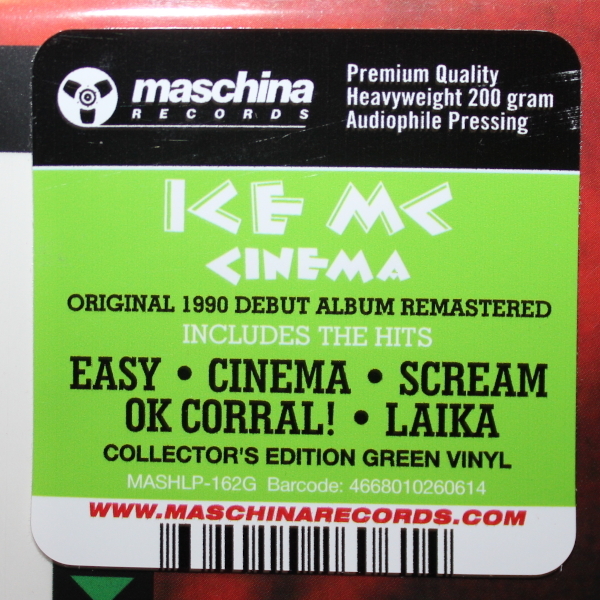 maschina
RECORDS
Premium Quality
Heavyweight 200 gram
Audiophile Pressing
ICE MC
CINEMA
ORIGINAL 1990 DEBUT ALBUM REMASTERED
INCLUDES THE HITS
EASY • CINEMA • SCREAM
OK CORRAL! • LAIKA
COLLECTOR'S EDITION GREEN VINYL
MASHLP-162G Barcode: 4668010260614
WWW.MASCHINARECORDS.COM